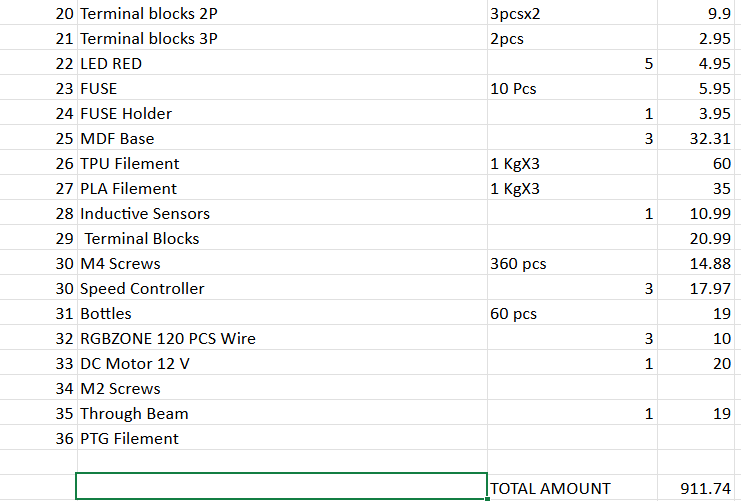 20 Terminal blocks 2P 3pcsx2 9.9
21 Terminal blocks 3P 2pcs 2.95
22 LED RED 5 4.95
23 FUSE 10 Pcs 5.95
24 FUSE Holder 1 3.95
25 MDF Base 3 32.31
26 TPU Filement 1 KgX3 60
27 PLA Filement 1 KgX3 35
28 Inductive Sensors 1 10.99
29 Terminal Blocks 20.99
30 M4 Screws 360 pcs 14.88
30 Speed Controller 3 17.97
31 Bottles 60 pcs 19
32 RGBZONE 120 PCS Wire 3 10
33 DC Motor 12 V 1 20
34 M2 Screws
35 Through Beam 1 19
36 PTG Filement
TOTAL AMOUNT 911.74